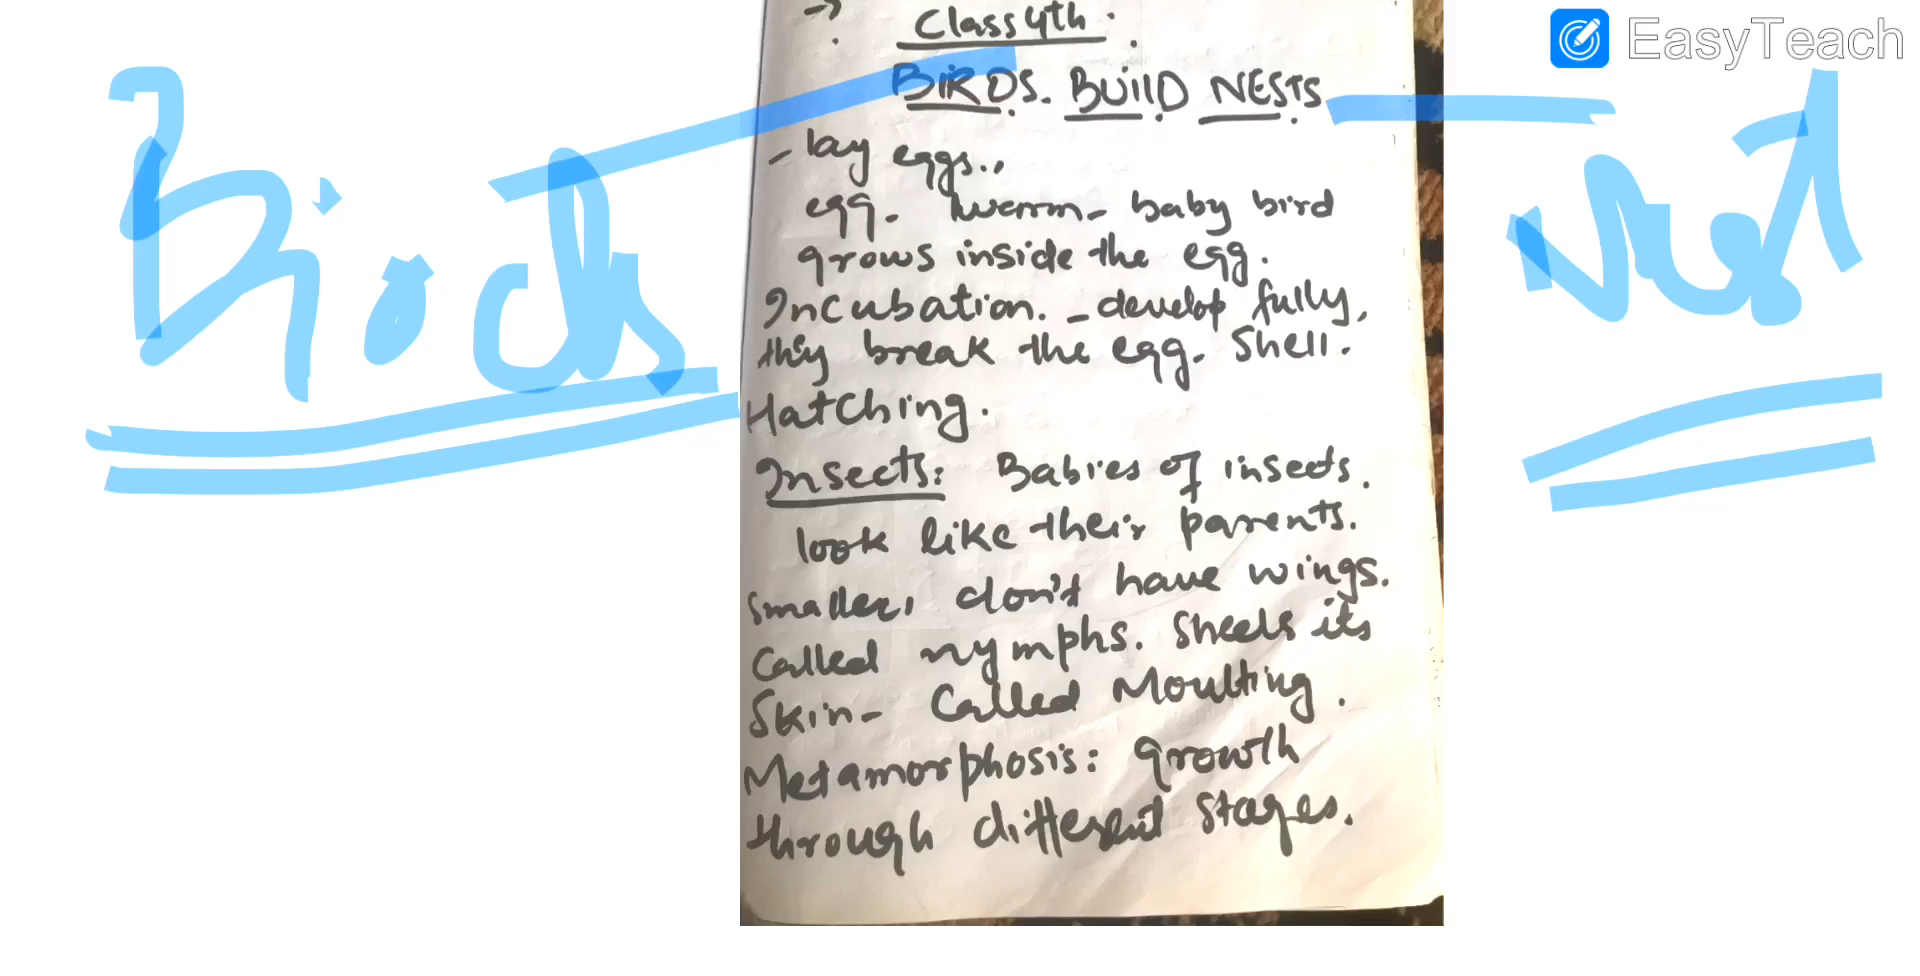 Class 4th.
BIRDS. BUILD NESTS
- lay eggs..
egg. warm- baby bird
grows inside the egg.
Incubation. - develop fully,
they break the egg. Shell.
Hatching.
Insects: Babies of insects.
look like their parents.
Smaller, don't have wings.
Called nymphs. Sheds its
Skin- Called Moulting.
Metamorphosis: growth
through different stages.
Birds
Nest
EasyTeach